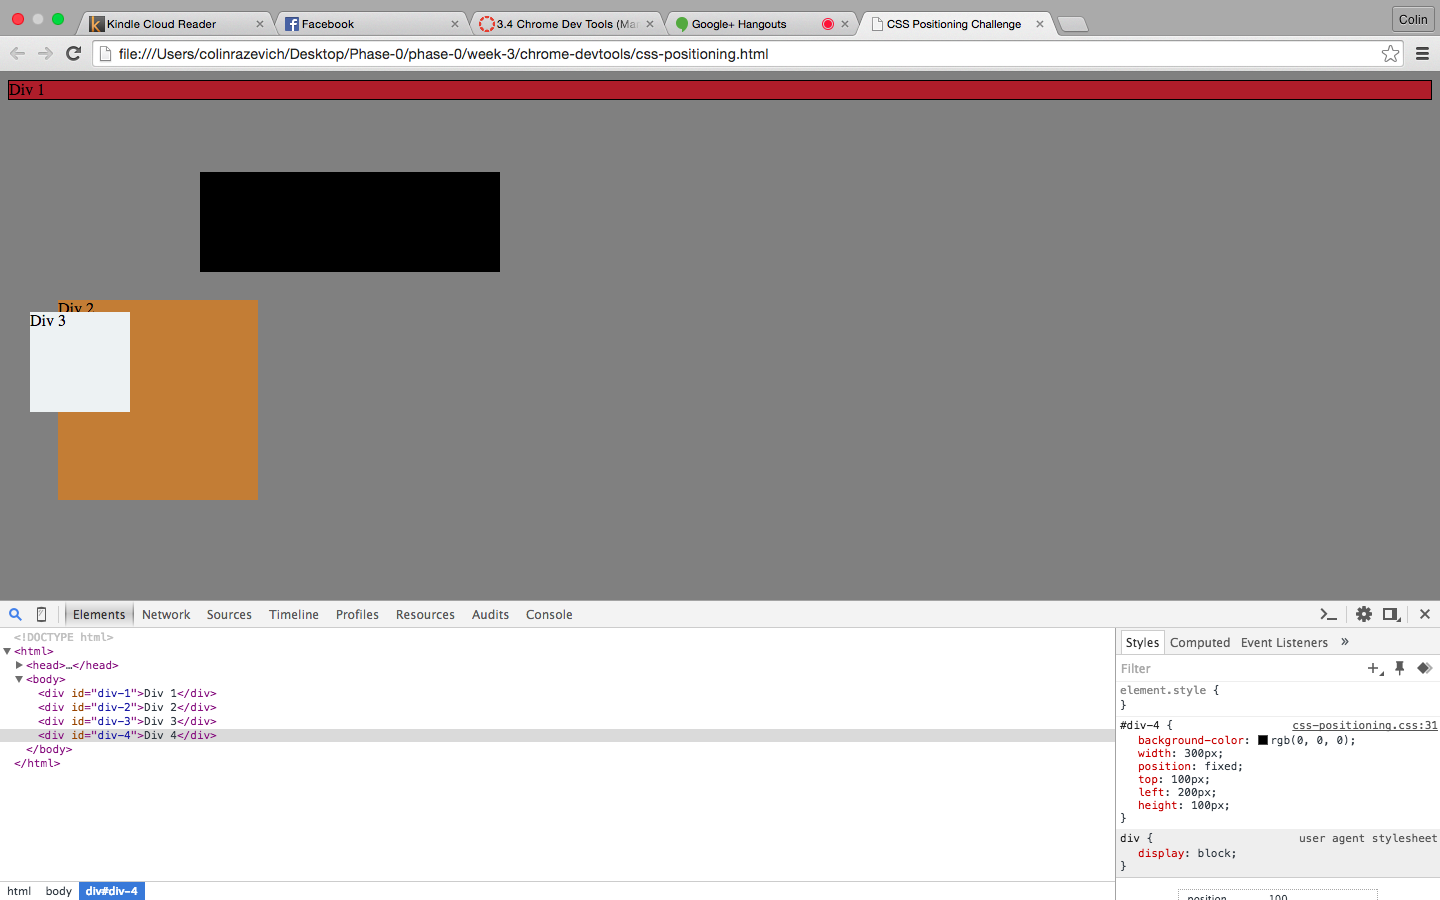 Kindle Cloud Reader
Facebook
3.4 Chrome Dev Tools (Ma
Google+ Hangouts
CSS Positioning Challenge
Colin
file:///Users/colinrazevich/Desktop/Phase-0/phase-0/week-3/chrome-devtools/css-positioning.html
Div 1
Div 2
Div 3
Elements Network Sources Timeline Profiles Resources Audits Console
<!DOCTYPE html>
<html>
<head>…</head>
<body>
<div id="div-1">Div 1</div>
<div id="div-2">Div 2</div>
<div id="div-3">Div 3</div>
<div id="div-4">Div 4</div>
</body>
</html>
html body div#div-4
Styles Computed Event Listeners »
Filter
element.style {
}
#div-4 { css-positioning.css:31
background-color: rgb(0, 0, 0);
width: 300px;
position: fixed;
top: 100px;
left: 200px;
height: 100px;
}
div { user agent stylesheet
display: block;
}
position 100